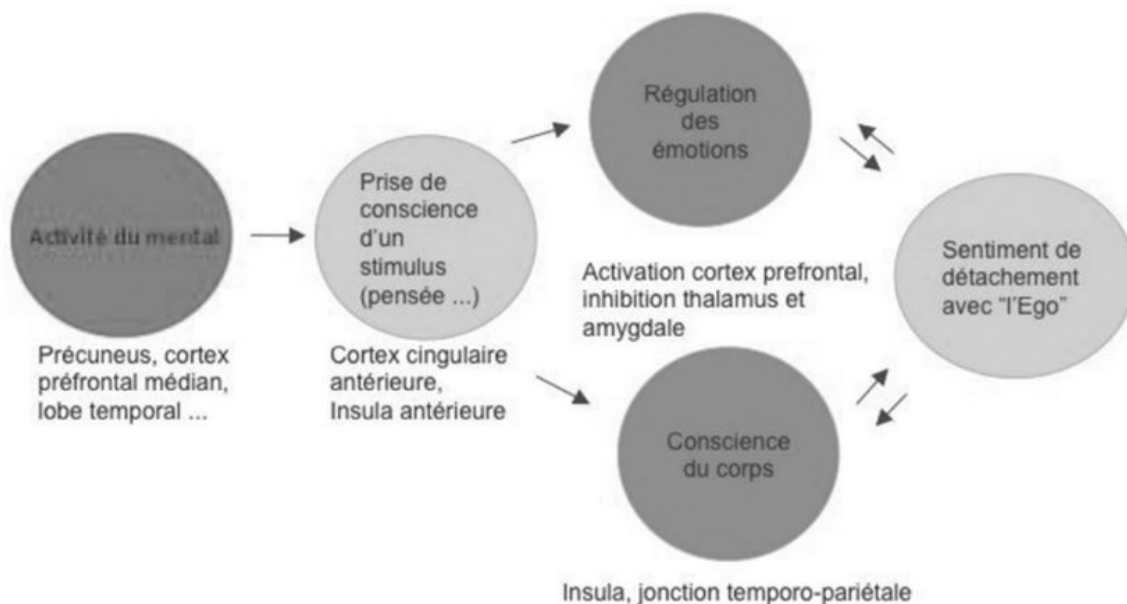 Activité du mental
Précuneus, cortex
préfrontal médian,
lobe temporal ...
Prise de
conscience
d'un
stimulus
(pensée ...)
Cortex cingulaire
antérieure,
Insula antérieure
Régulation
des
émotions
Activation cortex prefrontal,
inhibition thalamus et
amygdale
Conscience
du corps
Insula, jonction temporo-pariétale
Sentiment de
détachement
avec "l'Ego"